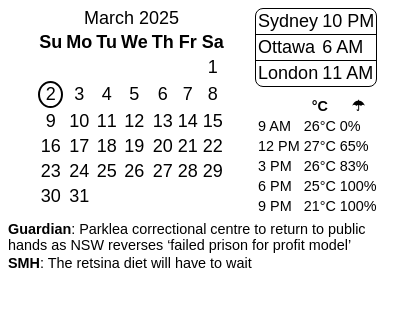 March 2025
Su Mo Tu We Th Fr Sa
1
2 3 4 5 6 7 8
9 10 11 12 13 14 15
16 17 18 19 20 21 22
23 24 25 26 27 28 29
30 31
Sydney 10 PM
Ottawa 6 AM
London 11 AM
°C ☂
9 AM 26°C 0%
12 PM 27°C 65%
3 PM 26°C 83%
6 PM 25°C 100%
9 PM 21°C 100%
Guardian: Parklea correctional centre to return to public
hands as NSW reverses ‘failed prison for profit model’
SMH: The retsina diet will have to wait